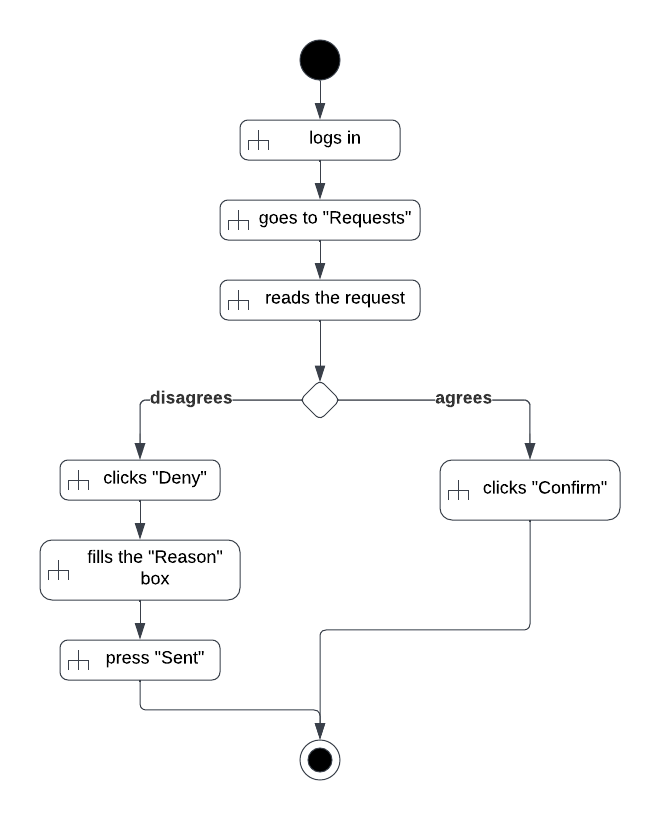 logs in
goes to "Requests"
reads the request
disagrees
agrees
clicks "Deny"
clicks "Confirm"
fills the "Reason"
box
press "Sent"